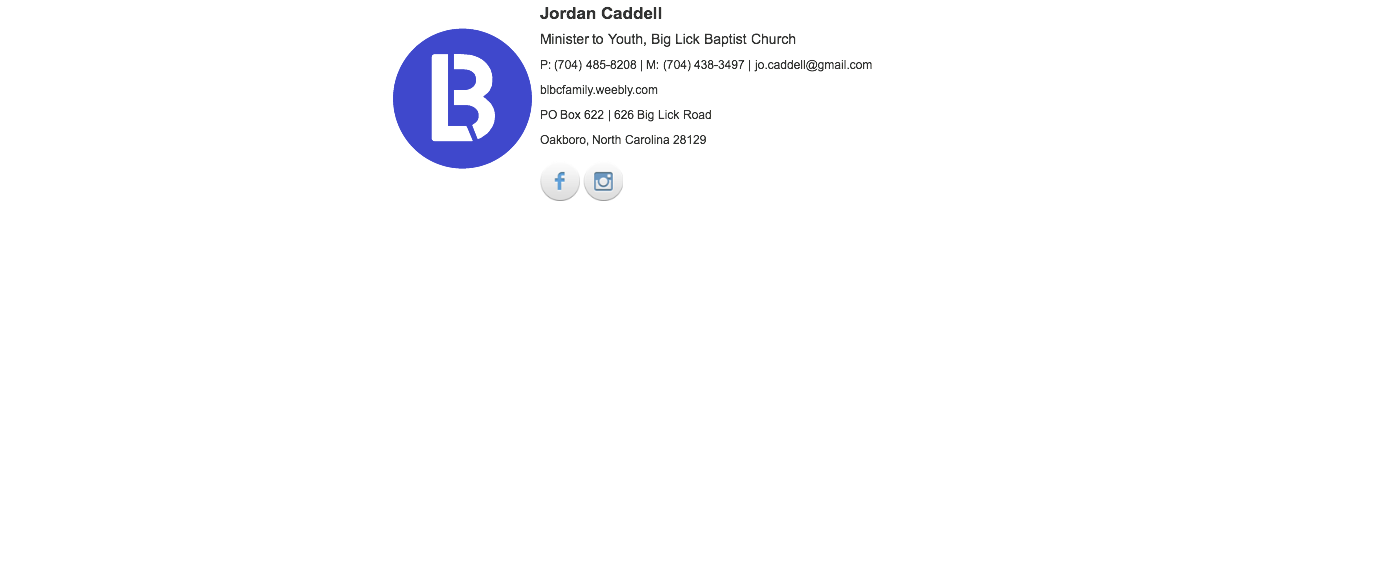 LB
Jordan Caddell
Minister to Youth, Big Lick Baptist Church
P: (704) 485-8208 | M: (704) 438-3497 | jo.caddell@gmail.com
blbcfamily.weebly.com
PO Box 622 | 626 Big Lick Road
Oakboro, North Carolina 28129